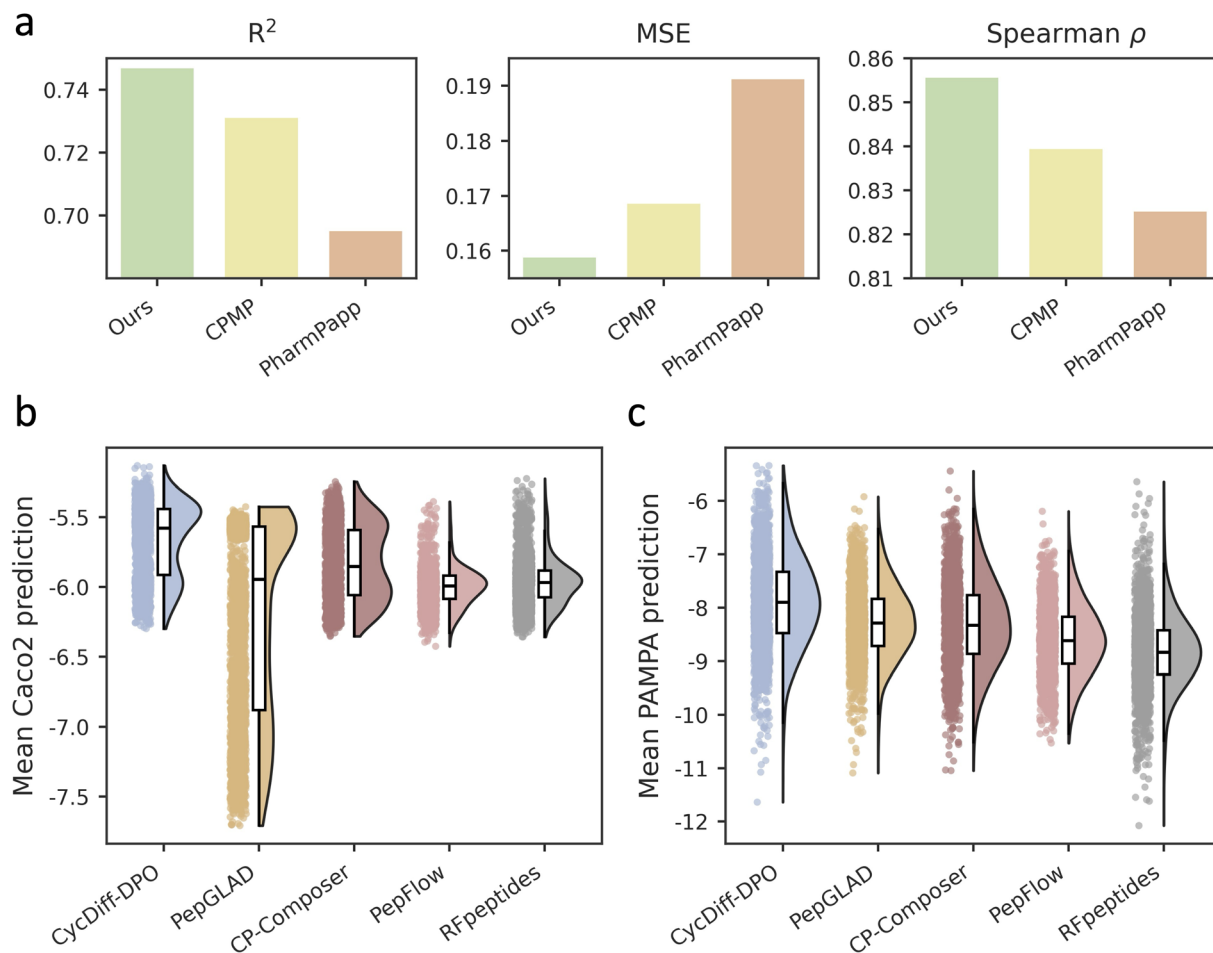 a
R²
MSE
Spearman ρ
0.74
0.72
0.70
0.19
0.18
0.17
0.16
0.86
0.85
0.84
0.83
0.82
0.81
Ours
CPMP
PharmPapp
Ours
CPMP
PharmPapp
Ours
CPMP
PharmPapp
b
Mean Caco2 prediction
-5.5
-6.0
-6.5
-7.0
-7.5
CycDiff-DPO
PepGLAD
CP-Composer
PepFlow
RFpeptides
c
Mean PAMPA prediction
-6
-7
-8
-9
-10
-11
-12
CycDiff-DPO
PepGLAD
CP-Composer
PepFlow
RFpeptides